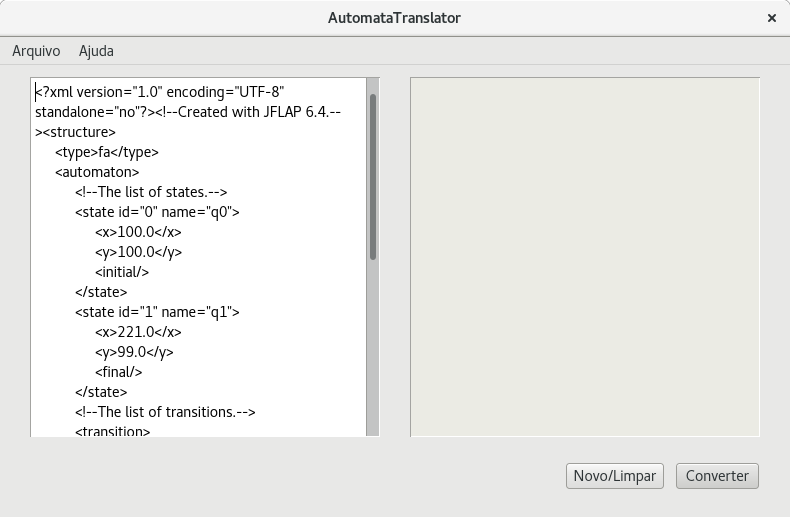 AutomataTranslator
×
Arquivo Ajuda
<?xml version="1.0" encoding="UTF-8"
standalone="no"?><!--Created with JFLAP 6.4.--
><structure>
<type>fa</type>
<automaton>
<!--The list of states.-->
<state id="0" name="q0">
<x>100.0</x>
<y>100.0</y>
<initial/>
</state>
<state id="1" name="q1">
<x>221.0</x>
<y>99.0</y>
<final/>
</state>
<!--The list of transitions.-->
<transition>
Novo/Limpar Converter